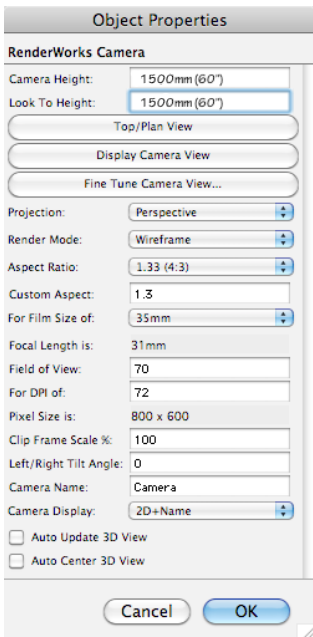 Object Properties
RenderWorks Camera
Camera Height: 1500mm (60")
Look To Height: 1500mm (60")
Top/Plan View
Display Camera View
Fine Tune Camera View...
Projection: Perspective
Render Mode: Wireframe
Aspect Ratio: 1.33 (4:3)
Custom Aspect: 1.3
For Film Size of: 35mm
Focal Length is: 31mm
Field of View: 70
For DPI of: 72
Pixel Size is: 800 x 600
Clip Frame Scale %: 100
Left/Right Tilt Angle: 0
Camera Name: Camera
Camera Display: 2D+Name
Auto Update 3D View
Auto Center 3D View
Cancel OK